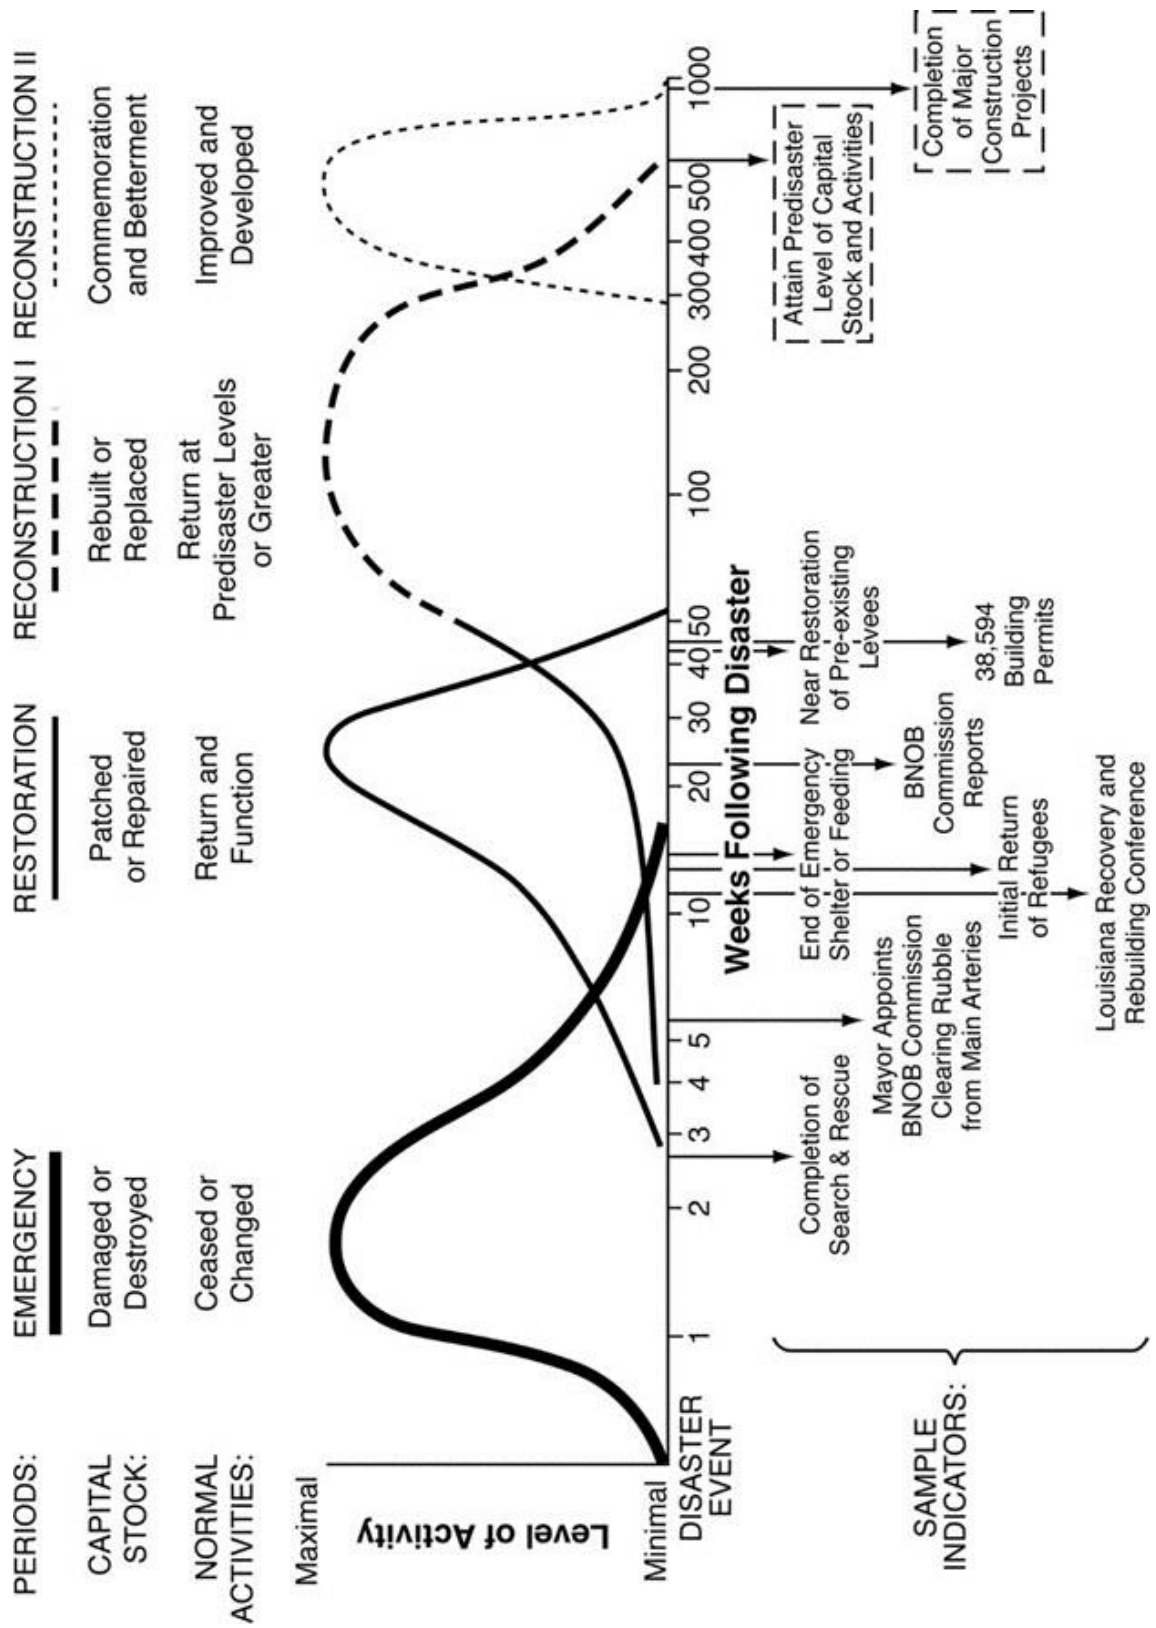 PERIODS:
EMERGENCY
RESTORATION
RECONSTRUCTION I
RECONSTRUCTION II
CAPITAL
STOCK:
Damaged or
Destroyed
Patched
or Repaired
Rebuilt or
Replaced
Commemoration
and Betterment
NORMAL
ACTIVITIES:
Ceased or
Changed
Return and
Function
Return at
Predisaster Levels
or Greater
Improved and
Developed
Maximal
Level of Activity
Minimal
DISASTER
EVENT
1
2
3
4
5
10
20
30
40
50
100
200
300
400
500
1000
Weeks Following Disaster
SAMPLE
INDICATORS:
Completion of
Search & Rescue
Mayor Appoints
BNOB Commission
Clearing Rubble
from Main Arteries
End of Emergency
Shelter or Feeding
Initial Return
of Refugees
Louisiana Recovery and
Rebuilding Conference
BNOB
Commission
Reports
Near Restoration
of Pre-existing
Levees
38,594
Building
Permits
Attain Predisaster
Level of Capital
Stock and Activities
Completion
of Major
Construction
Projects